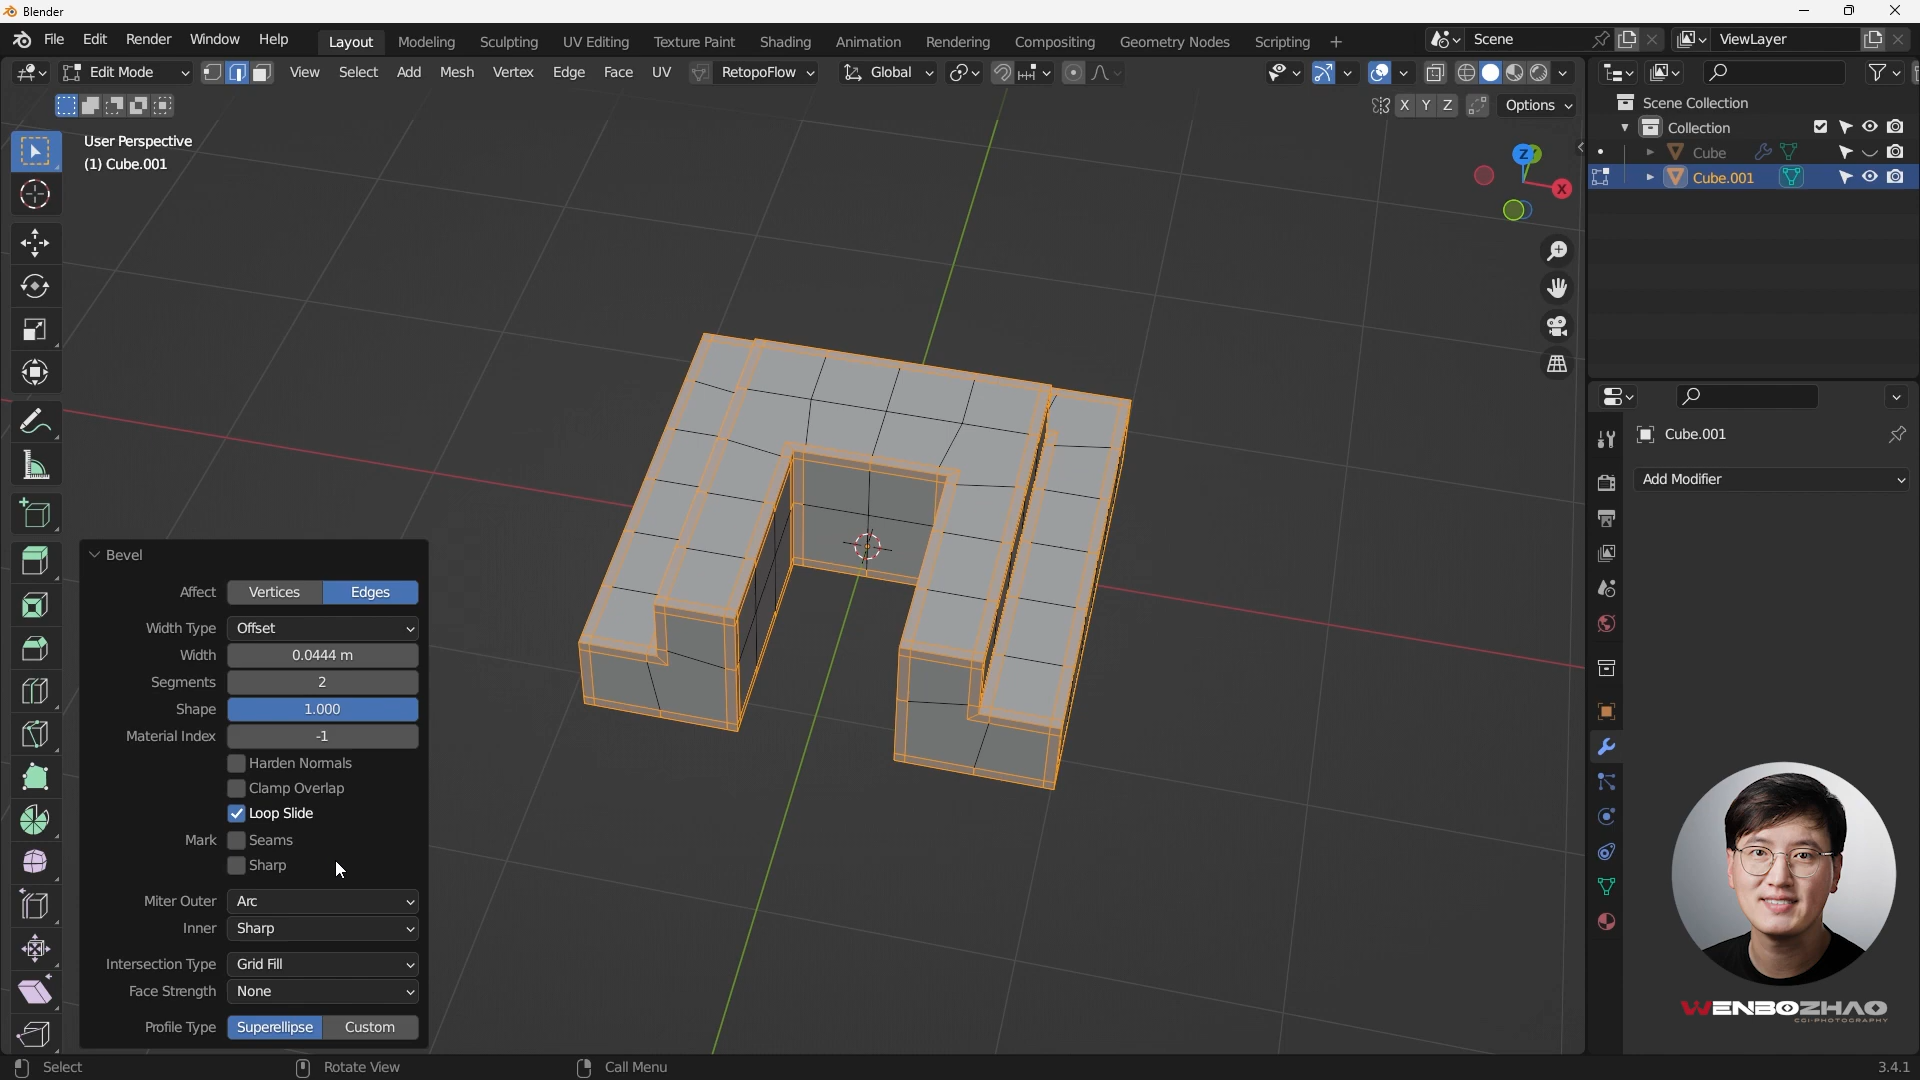 Blender
File Edit Render Window Help Layout Modeling Sculpting UV Editing Texture Paint Shading Animation Rendering Compositing Geometry Nodes Scripting + Scene ViewLayer
Edit Mode View Select Add Mesh Vertex Edge Face UV RetopoFlow Global
X Y Z Options
User Perspective
(1) Cube.001
Z
X
Scene Collection
Collection
Cube
Cube.001
Cube.001
Add Modifier
Bevel
Affect Vertices Edges
Width Type Offset
Width 0.0444 m
Segments 2
Shape 1.000
Material Index -1
Harden Normals
Clamp Overlap
Loop Slide
Mark Seams
Sharp
Miter Outer Arc
Inner Sharp
Intersection Type Grid Fill
Face Strength None
Profile Type Superellipse Custom
WENBOZHAO
CGI-PHOTOGRAPHY
Select Rotate View Call Menu 3.4.1